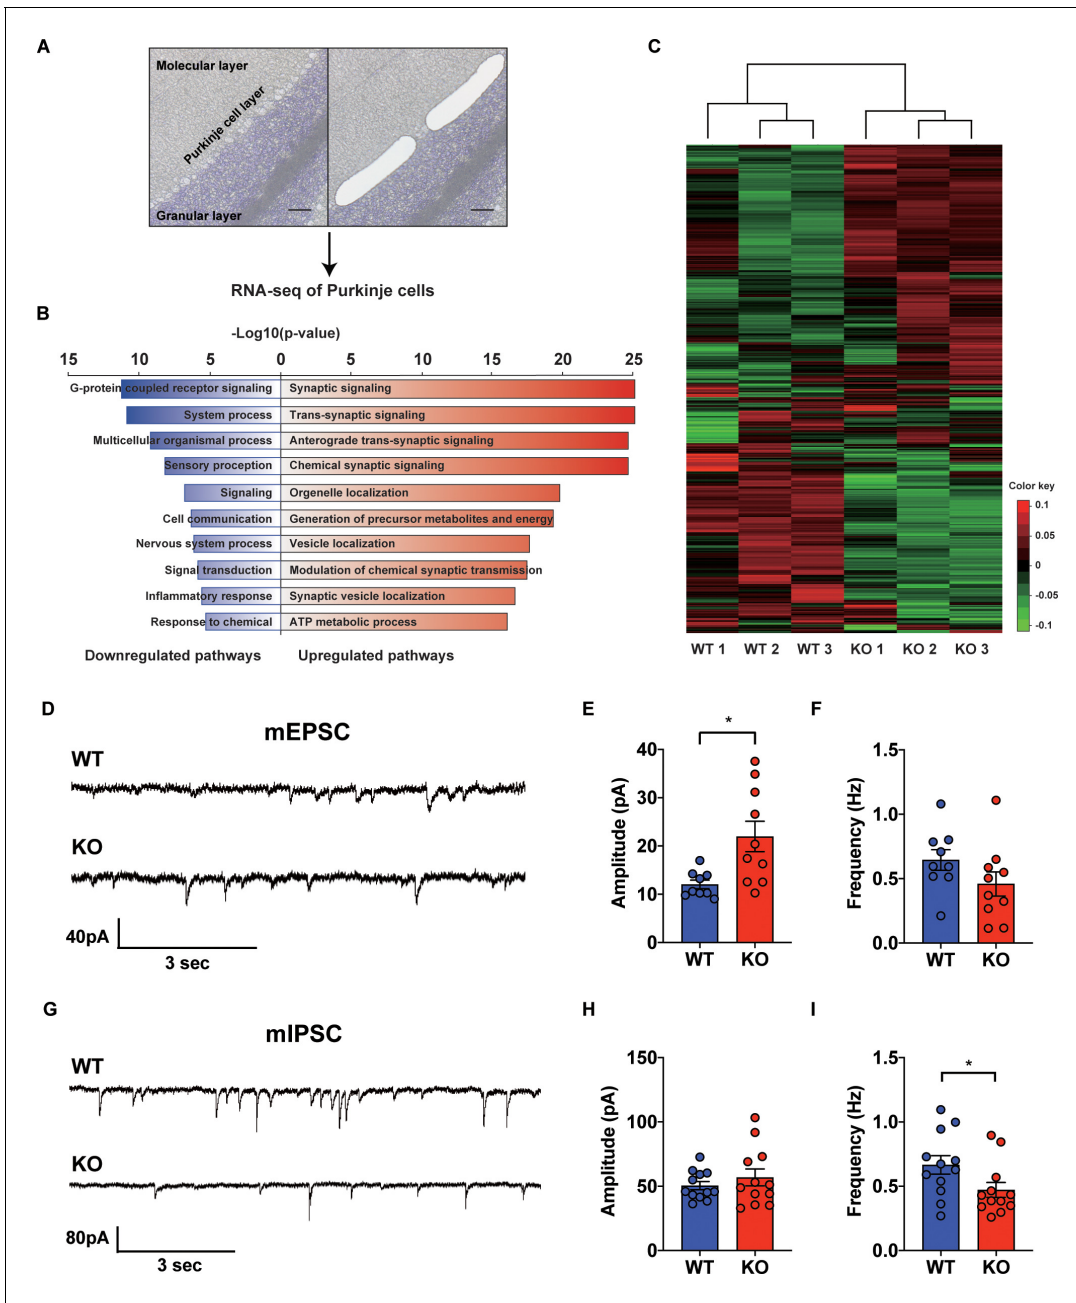 A
Molecular layer
Purkinje cell layer
Granular layer
RNA-seq of Purkinje cells
B
-Log10(p-value)
15 10 5 0 5 10 15 20 25
G-protein coupled receptor signaling Synaptic signaling
System process Trans-synaptic signaling
Multicellular organismal process Anterograde trans-synaptic signaling
Sensory proception Chemical synaptic signaling
Signaling Organelle localization
Cell communication Generation of precursor metabolites and energy
Nervous system process Vesicle localization
Signal transduction Modulation of chemical synaptic transmission
Inflammatory response Synaptic vesicle localization
Response to chemical ATP metabolic process
Downregulated pathways Upregulated pathways
C
Color key
0.1
0.05
0
-0.05
-0.1
WT 1 WT 2 WT 3 KO 1 KO 2 KO 3
D
mEPSC
WT
KO
40pA
3 sec
E
*
Amplitude (pA)
40
30
20
10
0
WT KO
F
Frequency (Hz)
1.5
1.0
0.5
0.0
WT KO
G
mIPSC
WT
KO
80pA
3 sec
H
Amplitude (pA)
150
100
50
0
WT KO
I
*
Frequency (Hz)
1.5
1.0
0.5
0.0
WT KO